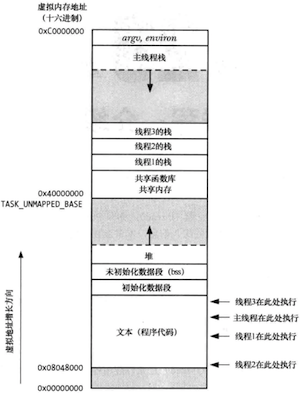 虚拟内存地址
(十六进制)
0xC0000000
argv, environ
主线程栈
线程3的栈
线程2的栈
线程1的栈
共享函数库
共享内存
0x40000000
TASK_UNMAPPED_BASE
堆
未初始化数据段 (bss)
初始化数据段
线程3在此处执行
主线程在此处执行
文本 (程序代码)
线程1在此处执行
线程2在此处执行
虚拟地址增长方向
0x08048000
0x00000000